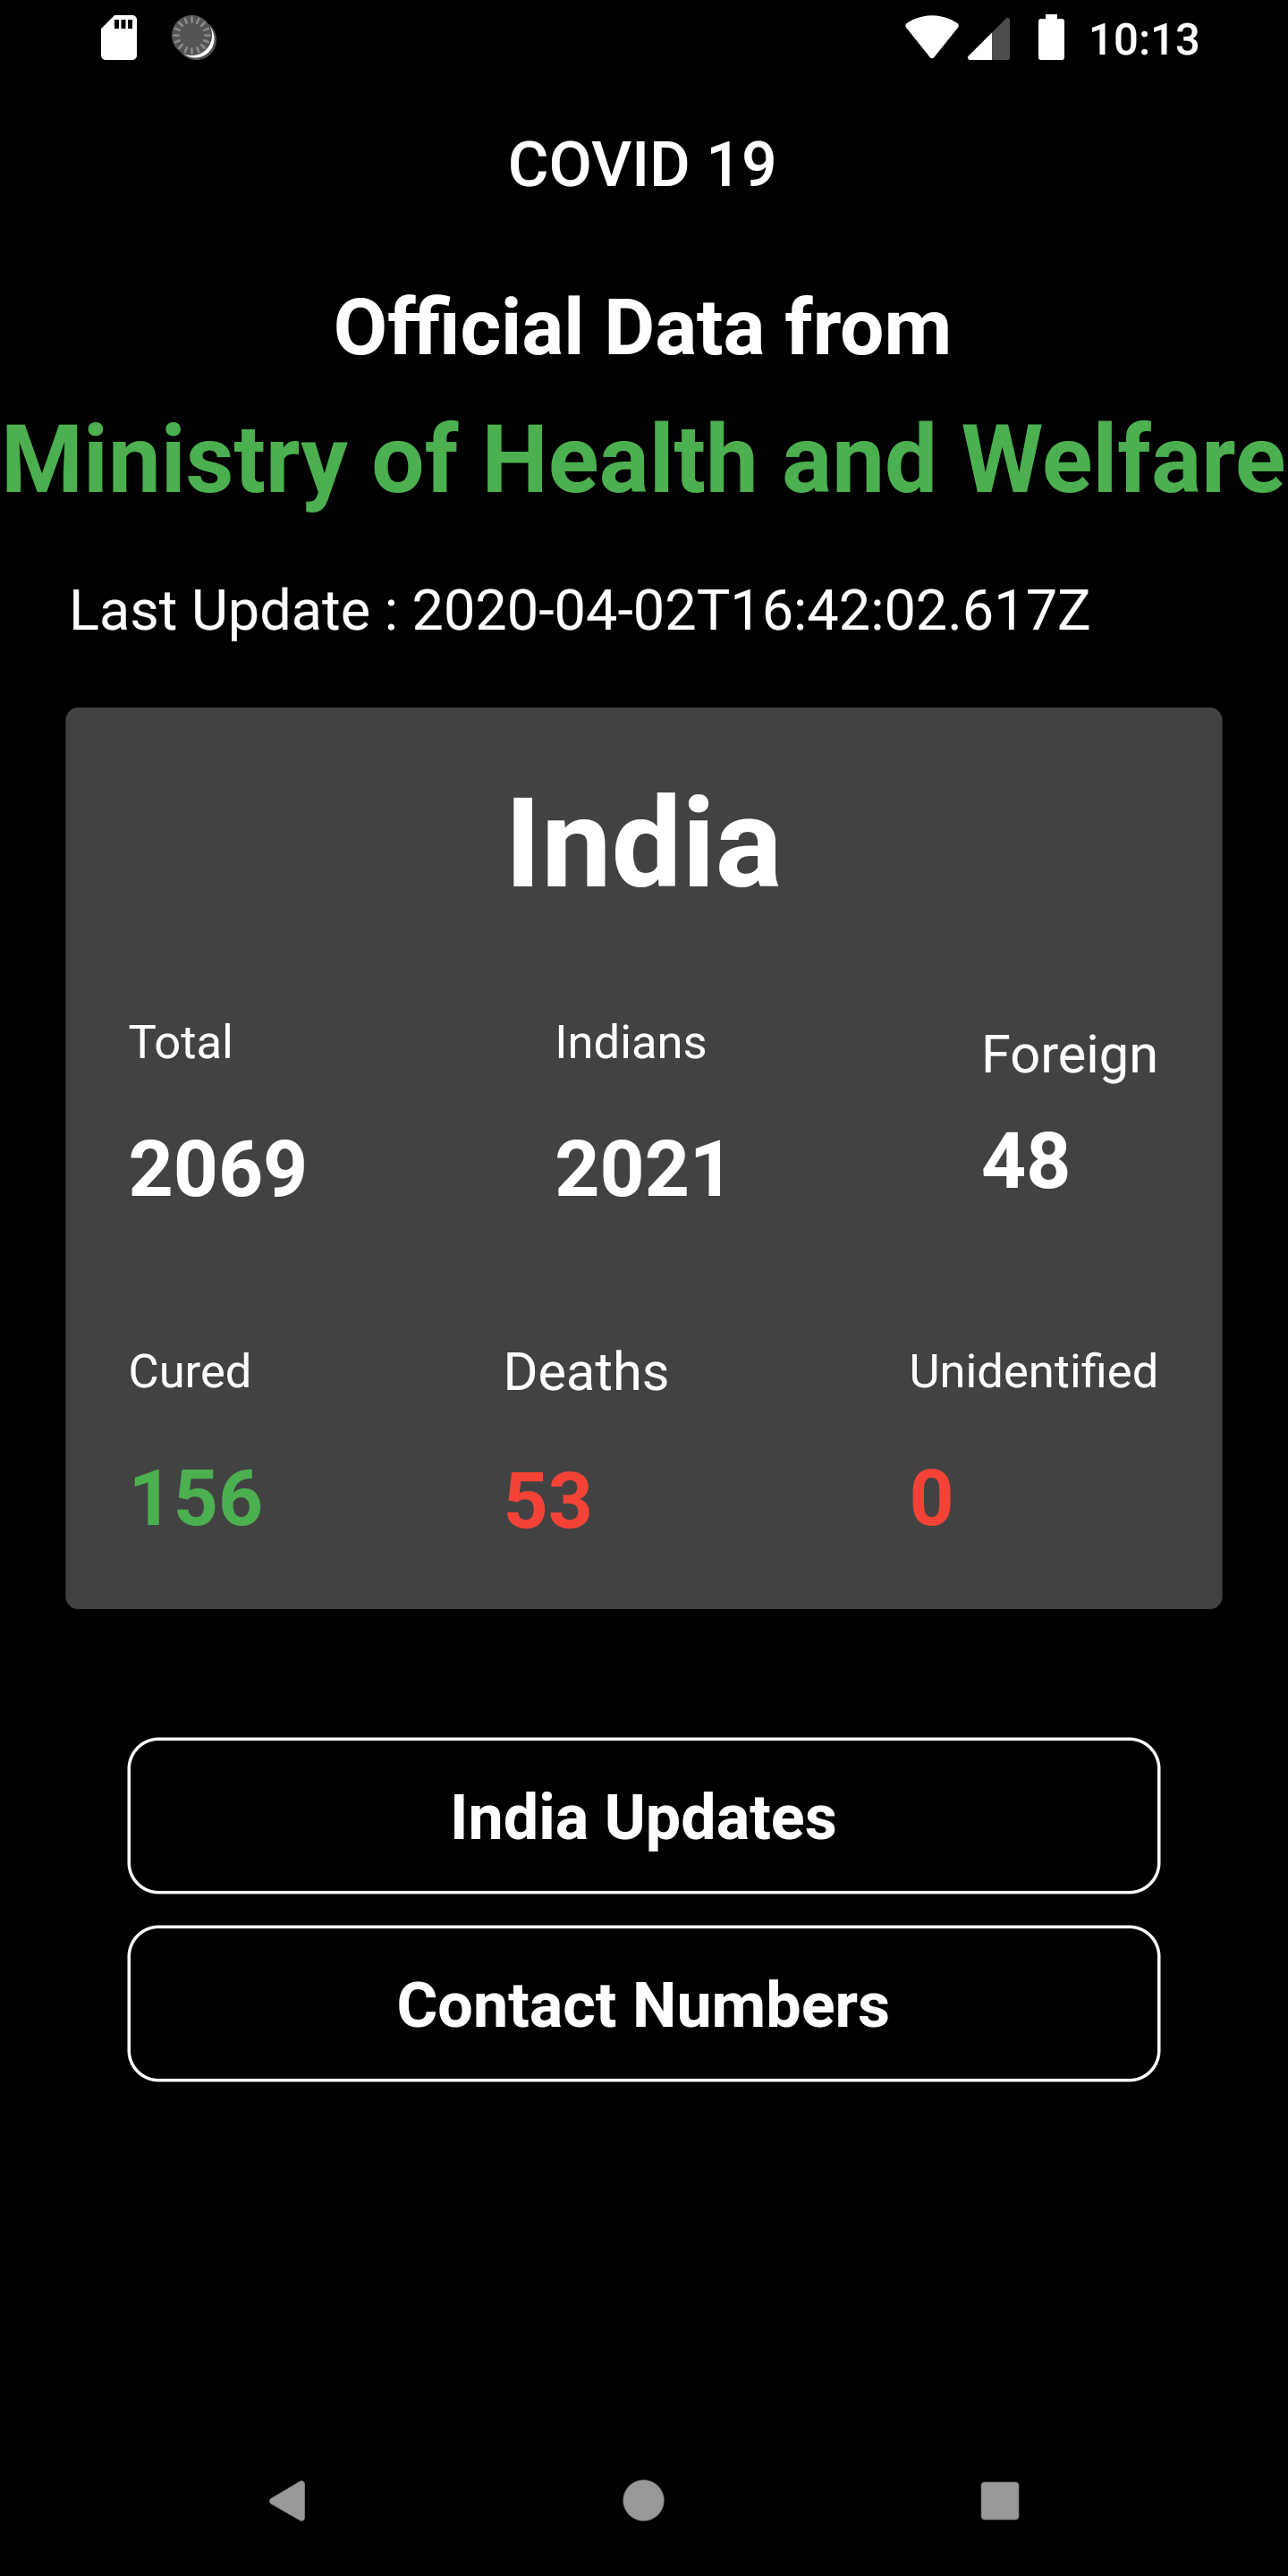 10:13
COVID 19
Official Data from
Ministry of Health and Welfare
Last Update : 2020-04-02T16:42:02.617Z
India
Total Indians Foreign
2069 2021 48
Cured Deaths Unidentified
156 53 0
India Updates
Contact Numbers